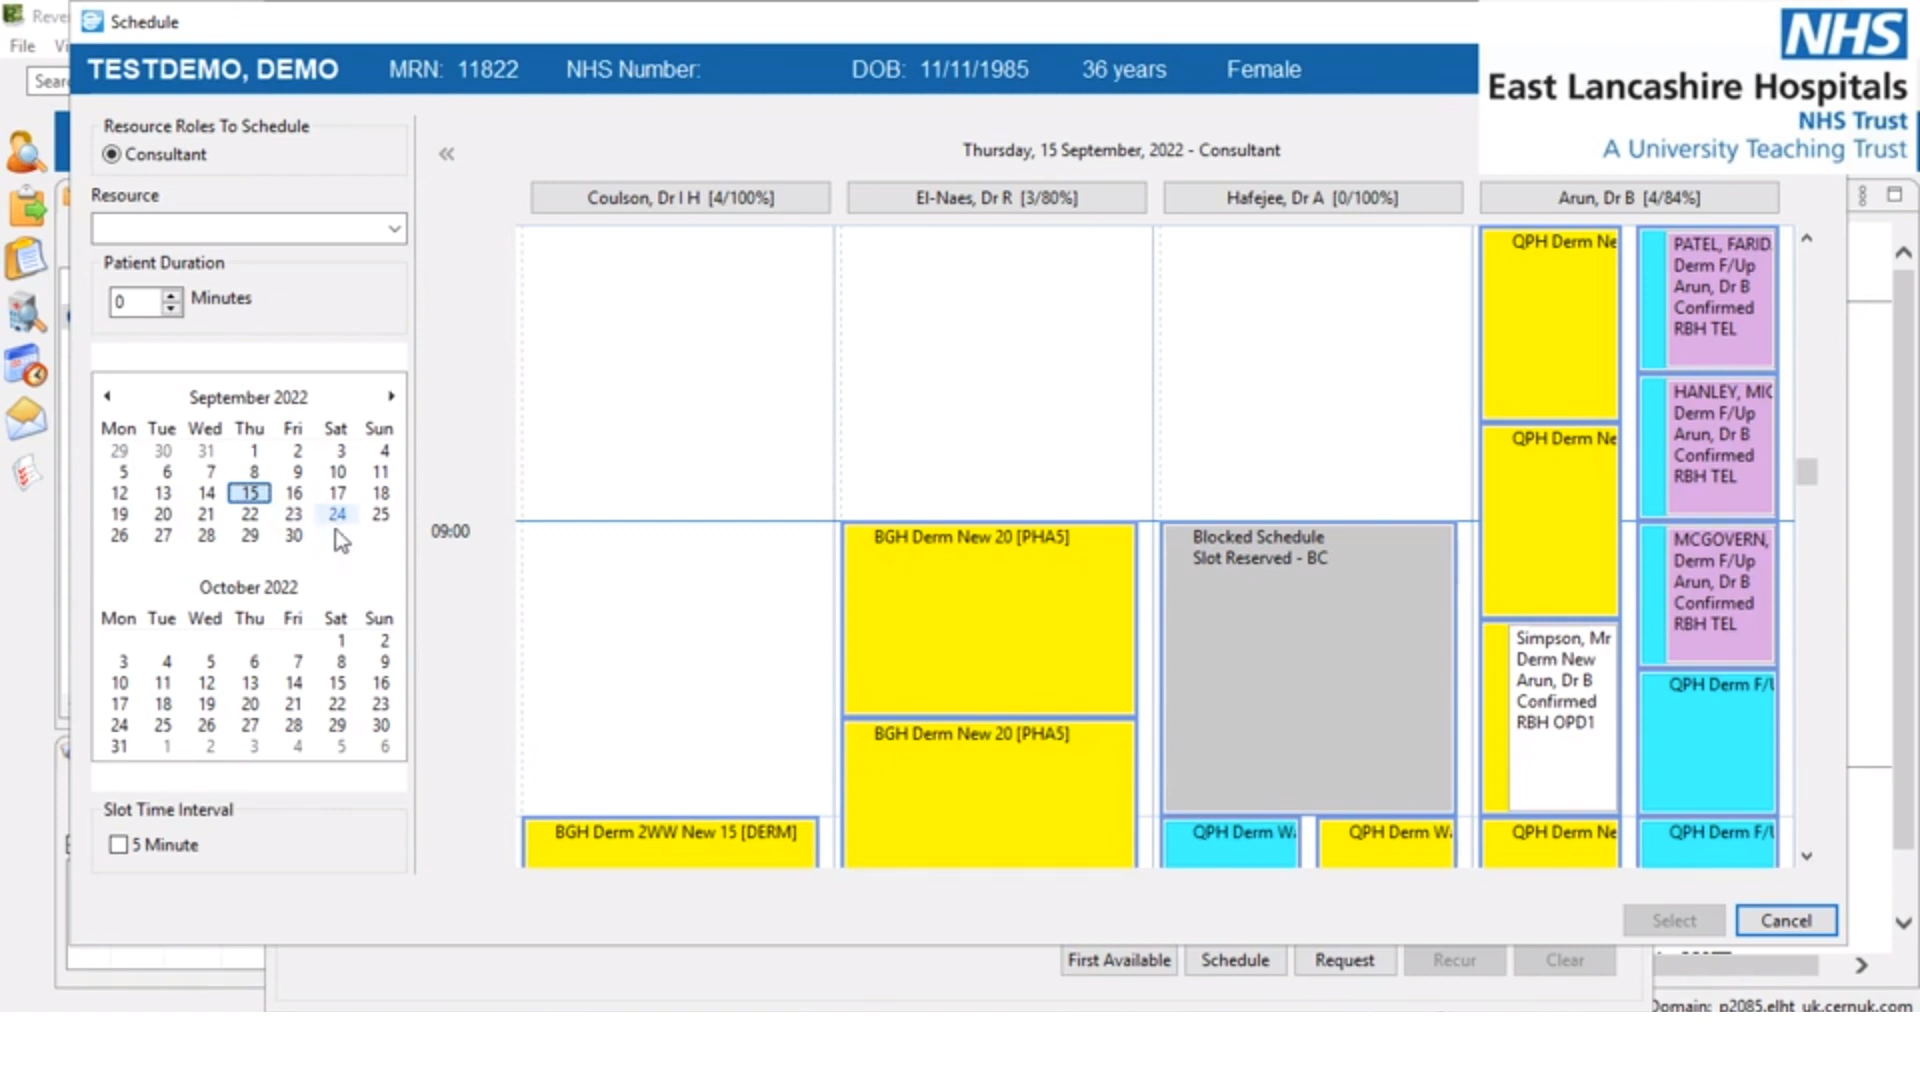 Reve
Schedule
NHS
File
Vi
Sear
TESTDEMO, DEMO
MRN: 11822
NHS Number:
DOB: 11/11/1985
36 years
Female
East Lancashire Hospitals
NHS Trust
A University Teaching Trust
Resource Roles To Schedule
Consultant
Resource
Patient Duration
0
Minutes
September 2022
Mon Tue Wed Thu Fri Sat Sun
29 30 31 1 2 3 4
5 6 7 8 9 10 11
12 13 14 15 16 17 18
19 20 21 22 23 24 25
26 27 28 29 30
October 2022
Mon Tue Wed Thu Fri Sat Sun
1 2
3 4 5 6 7 8 9
10 11 12 13 14 15 16
17 18 19 20 21 22 23
24 25 26 27 28 29 30
31 1 2 3 4 5 6
Slot Time Interval
5 Minute
Thursday, 15 September, 2022 - Consultant
Coulson, Dr I H [4/100%]
El-Naes, Dr R [3/80%]
Hafejee, Dr A [0/100%]
Arun, Dr B [4/84%]
09:00
BGH Derm 2WW New 15 [DERM]
BGH Derm New 20 [PHA5]
BGH Derm New 20 [PHA5]
Blocked Schedule
Slot Reserved - BC
QPH Derm W
QPH Derm W
QPH Derm Ne
QPH Derm Ne
Simpson, Mr
Derm New
Arun, Dr B
Confirmed
RBH OPD1
QPH Derm Ne
PATEL, FARID
Derm F/Up
Arun, Dr B
Confirmed
RBH TEL
HANLEY, MIC
Derm F/Up
Arun, Dr B
Confirmed
RBH TEL
MCGOVERN,
Derm F/Up
Arun, Dr B
Confirmed
RBH TEL
QPH Derm F/U
QPH Derm F/U
Select
Cancel
First Available
Schedule
Request
Recur
Clear
Domain: p2085.elht_uk.cernuk.com